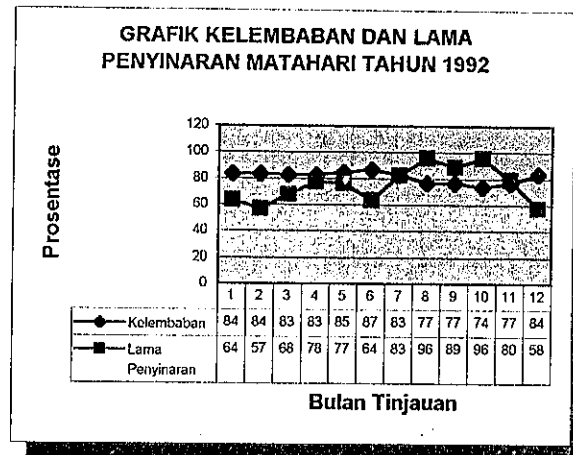 GRAFIK KELEMBABAN DAN LAMA
PENYINARAN MATAHARI TAHUN 1992
Prosentase
120
100
80
60
40
20
0
1 2 3 4 5 6 7 8 9 10 11 12
Kelembaban 84 84 83 83 85 87 83 77 77 74 77 84
Lama 64 57 68 78 77 64 83 96 89 96 80 58
Penyinaran
Bulan Tinjauan